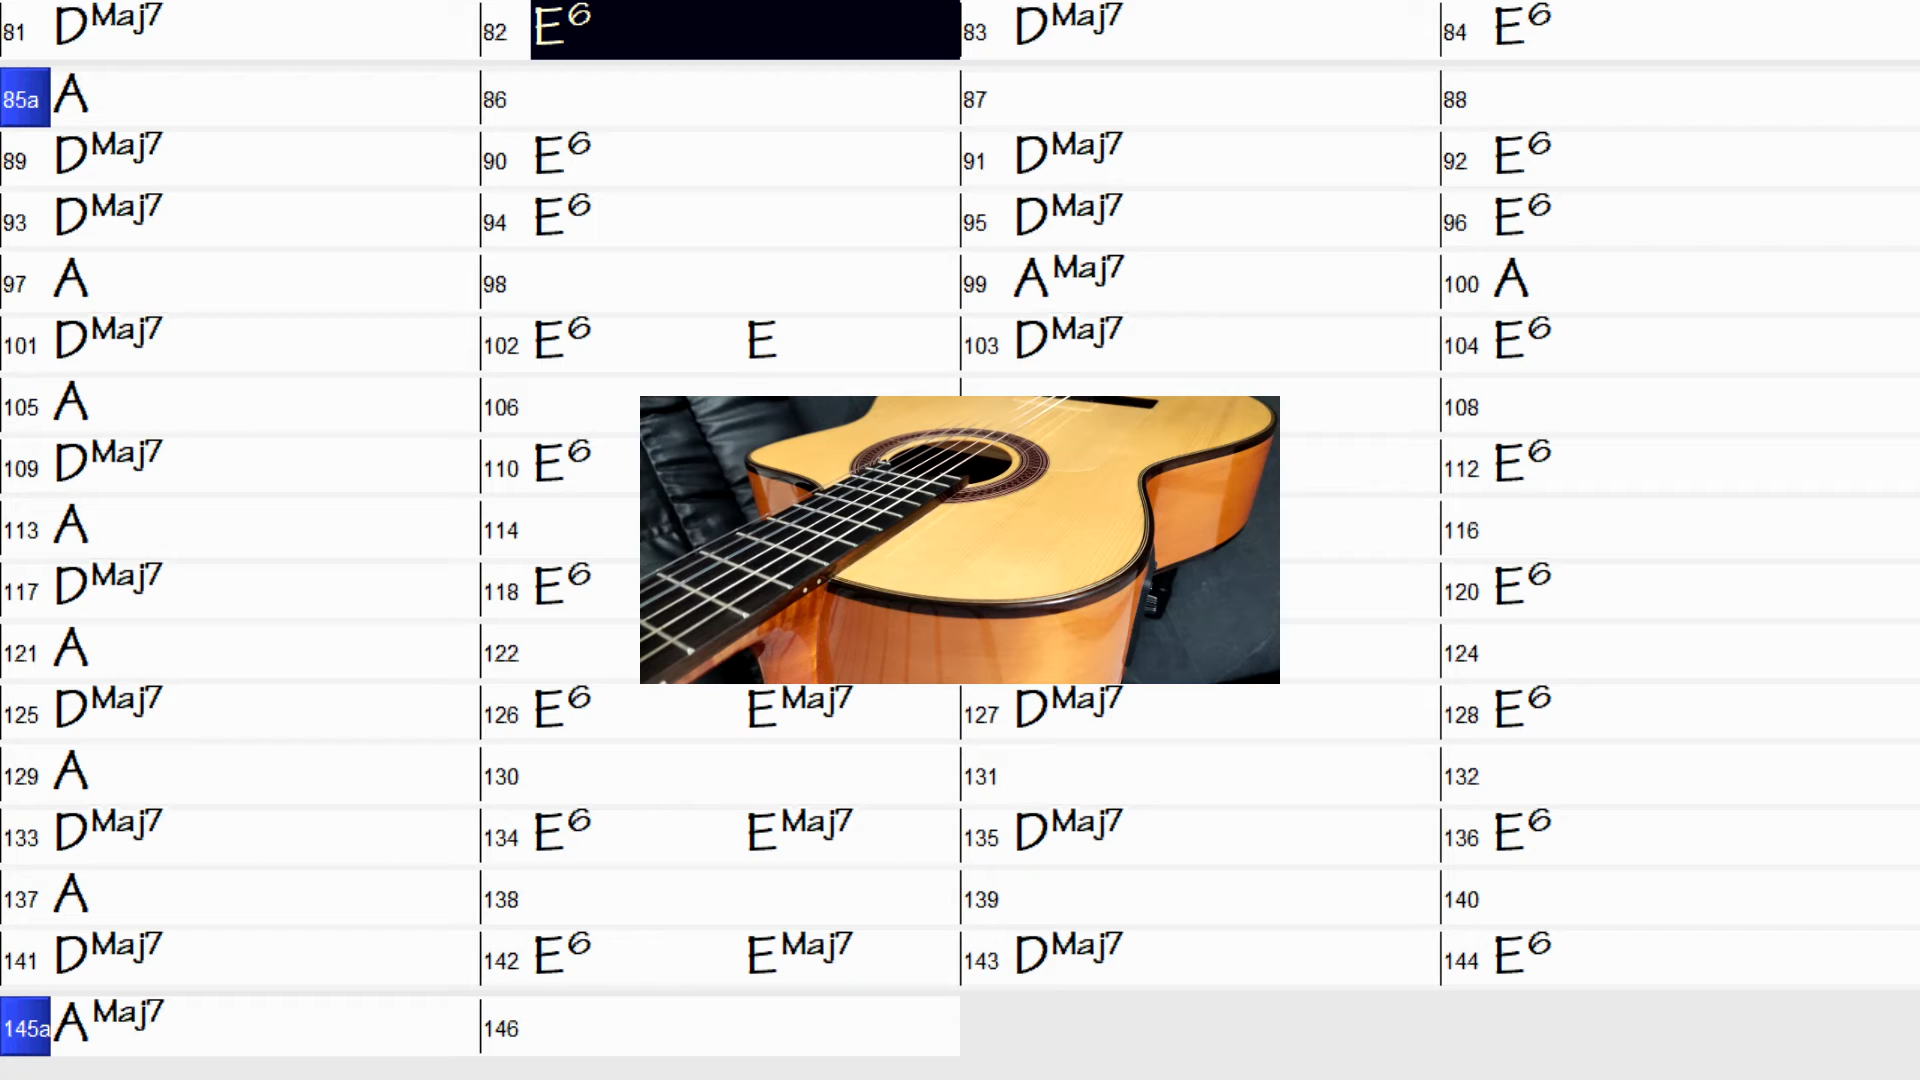 81 DMaj7 82 E6 83 DMaj7 84 E6
85a A 86 87 88
89 DMaj7 90 E6 91 DMaj7 92 E6
93 DMaj7 94 E6 95 DMaj7 96 E6
97 A 98 99 AMaj7 100 A
101 DMaj7 102 E6 E 103 DMaj7 104 E6
105 A 106 108
109 DMaj7 110 E6 112 E6
113 A 114 116
117 DMaj7 118 E6 120 E6
121 A 122 124
125 DMaj7 126 E6 EMaj7 127 DMaj7 128 E6
129 A 130 131 132
133 DMaj7 134 E6 EMaj7 135 DMaj7 136 E6
137 A 138 139 140
141 DMaj7 142 E6 EMaj7 143 DMaj7 144 E6
145a AMaj7 146